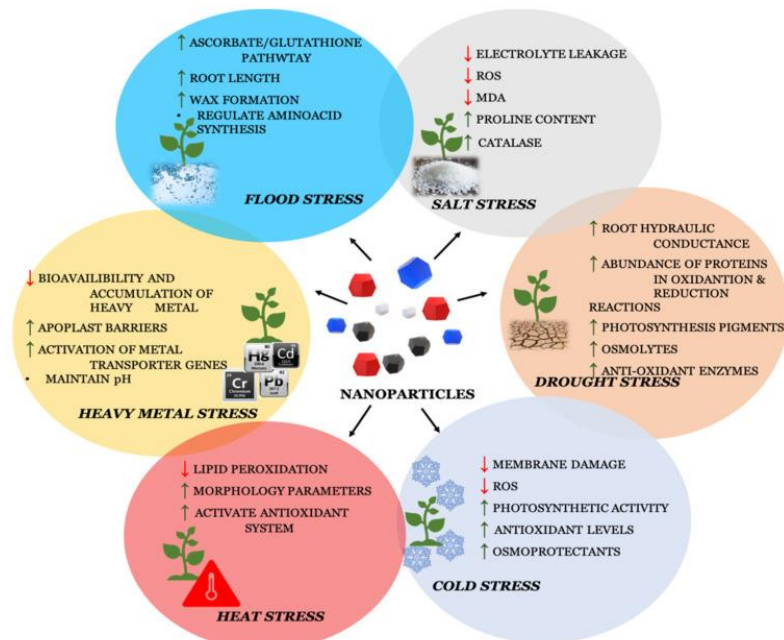 ↑ ASCORBATE/GLUTATHIONE
PATHWTAY
↑ ROOT LENGTH
↑ WAX FORMATION
• REGULATE AMINOACID
SYNTHESIS
FLOOD STRESS
↓ ELECTROLYTE LEAKAGE
↓ ROS
↓ MDA
↑ PROLINE CONTENT
↑ CATALASE
SALT STRESS
↑ ROOT HYDRAULIC
CONDUCTANCE
↑ ABUNDANCE OF PROTEINS
IN OXIDANTION &
REDUCTION
REACTIONS
↑ PHOTOSYNTHESIS PIGMENTS
↑ OSMOLYTES
↑ ANTI-OXIDANT ENZYMES
DROUGHT STRESS
↓ BIOAVAILIBILITY AND
ACCUMULATION OF
HEAVY METAL
↑ APOPLAST BARRIERS
↑ ACTIVATION OF METAL
TRANSPORTER GENES
• MAINTAIN pH
Hg
Cd
Cr
Pb
HEAVY METAL STRESS
NANOPARTICLES
↓ LIPID PEROXIDATION
↑ MORPHOLOGY PARAMETERS
↑ ACTIVATE ANTIOXIDANT
SYSTEM
HEAT STRESS
↓ MEMBRANE DAMAGE
↓ ROS
↑ PHOTOSYNTHETIC ACTIVITY
↑ ANTIOXIDANT LEVELS
↑ OSMOPROTECTANTS
COLD STRESS